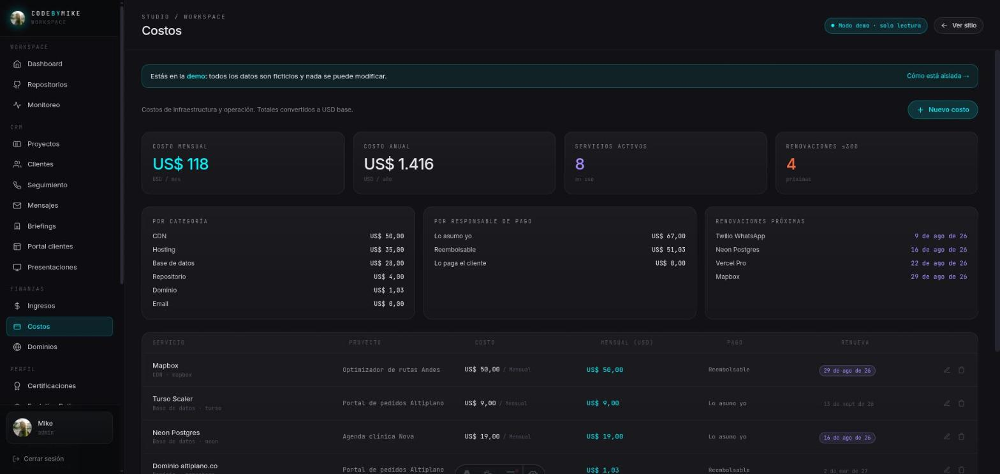 CODEBYMIKE
WORKSPACE
WORKSPACE
Dashboard
Repositorios
Monitoreo
CRM
Proyectos
Clientes
Seguimiento
Mensajes
Briefings
Portal clientes
Presentaciones
FINANZAS
Ingresos
Costos
Dominios
PERFIL
Certificaciones
Mike
admin
Cerrar sesión
STUDIO / WORKSPACE
Costos
Modo demo · solo lectura
← Ver sitio
Estás en la demo: todos los datos son ficticios y nada se puede modificar.
Cómo está aislada →
Costos de infraestructura y operación. Totales convertidos a USD base.
+ Nuevo costo
COSTO MENSUAL
US$ 118
USD / mes
COSTO ANUAL
US$ 1.416
USD / año
SERVICIOS ACTIVOS
8
en uso
RENOVACIONES ≤30D
4
próximas
POR CATEGORÍA
CDN US$ 50,00
Hosting US$ 35,00
Base de datos US$ 28,00
Repositorio US$ 4,00
Dominio US$ 1,03
Email US$ 0,00
POR RESPONSABLE DE PAGO
Lo asumo yo US$ 67,00
Reembolsable US$ 51,03
Lo paga el cliente US$ 0,00
RENOVACIONES PRÓXIMAS
Twilio WhatsApp 9 de ago de 26
Neon Postgres 16 de ago de 26
Vercel Pro 22 de ago de 26
Mapbox 29 de ago de 26
SERVICIO PROYECTO COSTO MENSUAL (USD) PAGO RENUEVA
Mapbox
CDN · mapbox
Optimizador de rutas Andes US$ 50,00 / Mensual US$ 50,00 Reembolsable 29 de ago de 26
Turso Scaler
Base de datos · turso
Portal de pedidos Altiplano US$ 9,00 / Mensual US$ 9,00 Lo asumo yo 13 de sept de 26
Neon Postgres
Base de datos · neon
Agenda clínica Nova US$ 19,00 / Mensual US$ 19,00 Lo asumo yo 16 de ago de 26
Dominio altiplano.co
Portal de pedidos Altiplano US$ 1,03 Reembolsable 2 de mar de 27